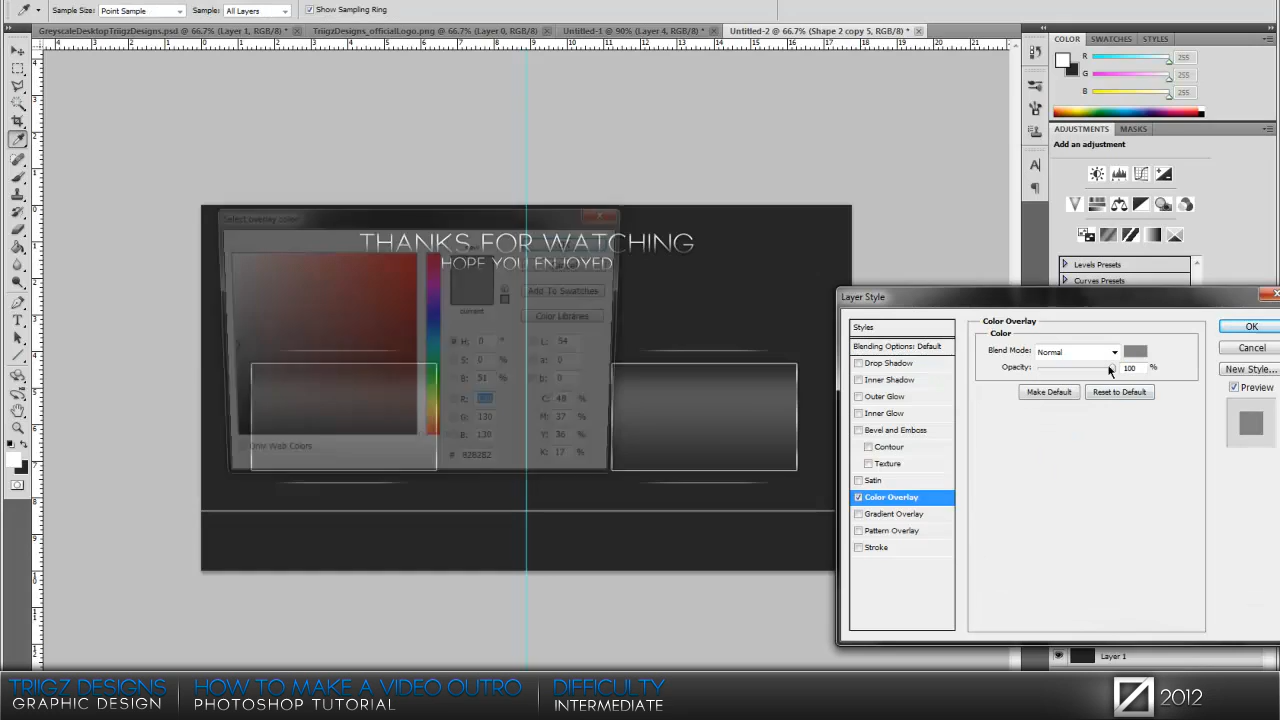 Sample Size: Point Sample Sample: All Layers Show Sampling Ring
GreyscaleDesktopTriigzDesigns.psd @ 66.7% (Layer 1, RGB/8) * TriigzDesigns_officialLogo.png @ 66.7% (Layer 0, RGB/8) Untitled-1 @ 90% (Layer 4, RGB/8) * Untitled-2 @ 66.7% (Shape 2 copy 5, RGB/8) *
COLOR SWATCHES STYLES
R 255
G 255
B 255
ADJUSTMENTS MASKS
Add an adjustment
Levels Presets
Curves Presets
Select overlay color:
THANKS FOR WATCHING
HOPE YOU ENJOYED
current
Add To Swatches
Color Libraries
H: 0 ° L: 54
S: 0 % a: 0
B: 51 % b: 0
R: C: 48 %
G: 130 M: 37 %
B: 130 Y: 36 %
# 828282 K: 17 %
Only Web Colors
Layer Style
Styles
Blending Options: Default
Drop Shadow
Inner Shadow
Outer Glow
Inner Glow
Bevel and Emboss
Contour
Texture
Satin
Color Overlay
Gradient Overlay
Pattern Overlay
Stroke
Color Overlay
Color
Blend Mode: Normal
Opacity: 100 %
Make Default Reset to Default
OK
Cancel
New Style...
Preview
Layer 1
TRIIGZ DESIGNS
GRAPHIC DESIGN
HOW TO MAKE A VIDEO OUTRO
PHOTOSHOP TUTORIAL
DIFFICULTY
INTERMEDIATE
2012